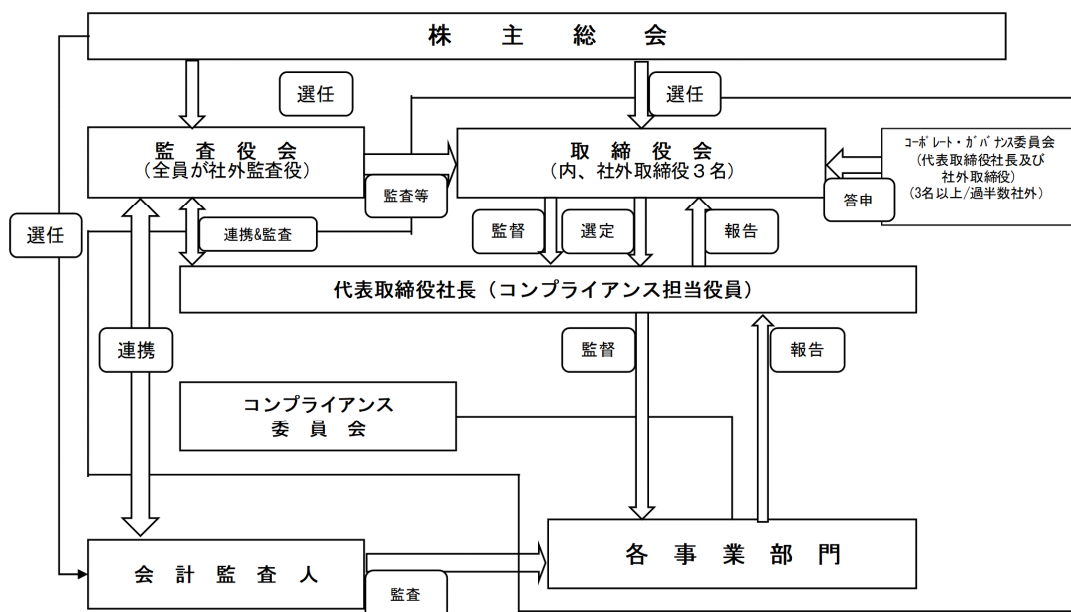 株主総会
選任
選任
監査役会
(全員が社外監査役)
取締役会
(内、社外取締役3名)
コーポレート・ガバナンス委員会
(代表取締役社長及び
社外取締役)
(3名以上/過半数社外)
監査等
答申
選任
連携&監査
監督
選定
報告
代表取締役社長(コンプライアンス担当役員)
連携
監督
報告
コンプライアンス
委員会
各事業部門
会計監査人
監査